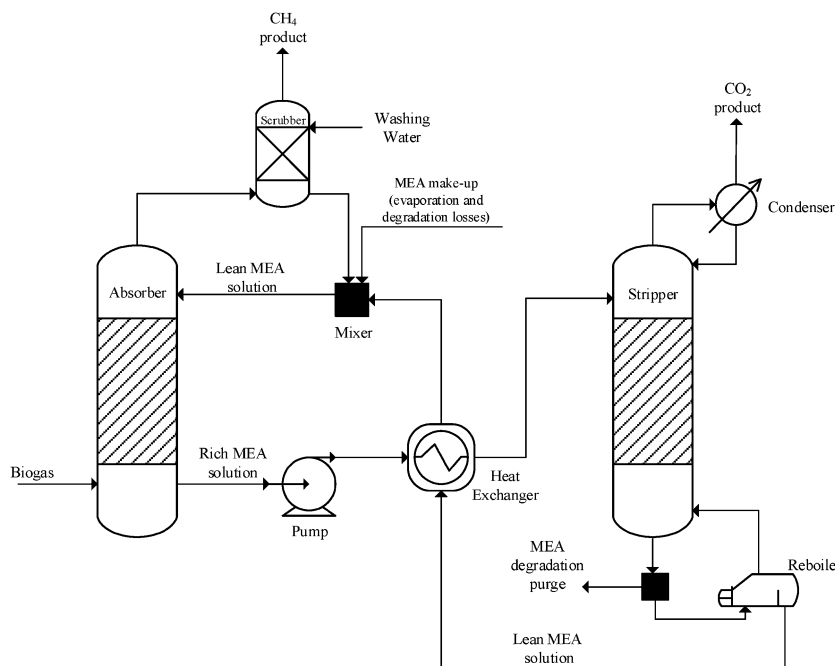 CH4
product
CO2
product
Scrubber
Washing
Water
MEA make-up
(evaporation and
degradation losses)
Condenser
Lean MEA
solution
Absorber
Stripper
Mixer
Rich MEA
solution
Biogas
Heat
Exchanger
Pump
MEA
degradation
purge
Reboile
Lean MEA
solution